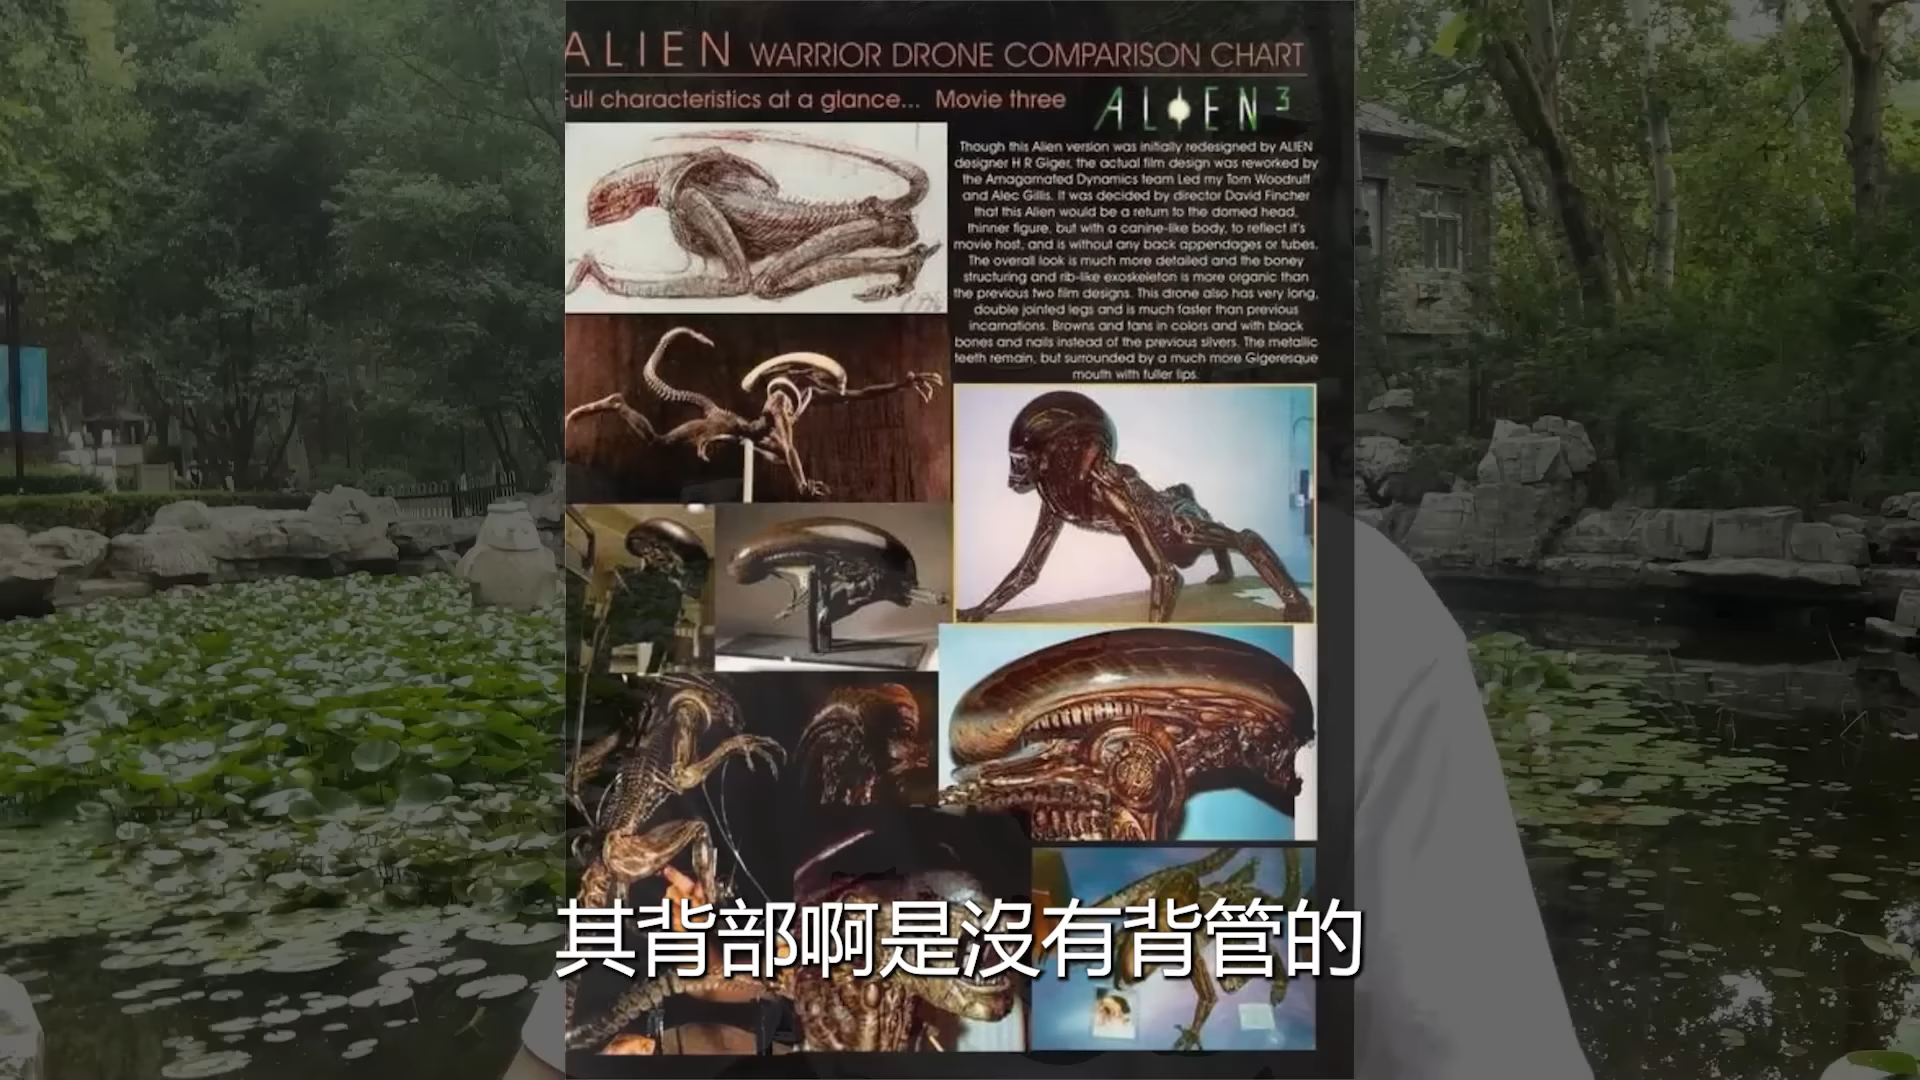 ALIEN WARRIOR DRONE COMPARISON CHART
Full characteristics at a glance... Movie three ALIEN 3
Though this Alien version was initially redesigned by ALIEN
designer H R Giger, the actual film design was reworked by
the Amagamated Dynamics team Led my Tom Woodruff
and Alec Gillis. It was decided by director David Fincher
that this Alien would be a return to the domed head,
thinner figure, but with a canine-like body, to reflect it's
movie host, and is without any back appendages or tubes.
The overall look is much more detailed and the boney
structuring and rib-like exoskeleton is more organic than
the previous two film designs. This drone also has very long,
double jointed legs and is much faster than previous
incarnations. Browns and tans in colors and with black
bones and nails instead of the previous silvers. The metallic
teeth remain, but surrounded by a much more Gigeresque
mouth with fuller lips.
其背部啊是沒有背管的